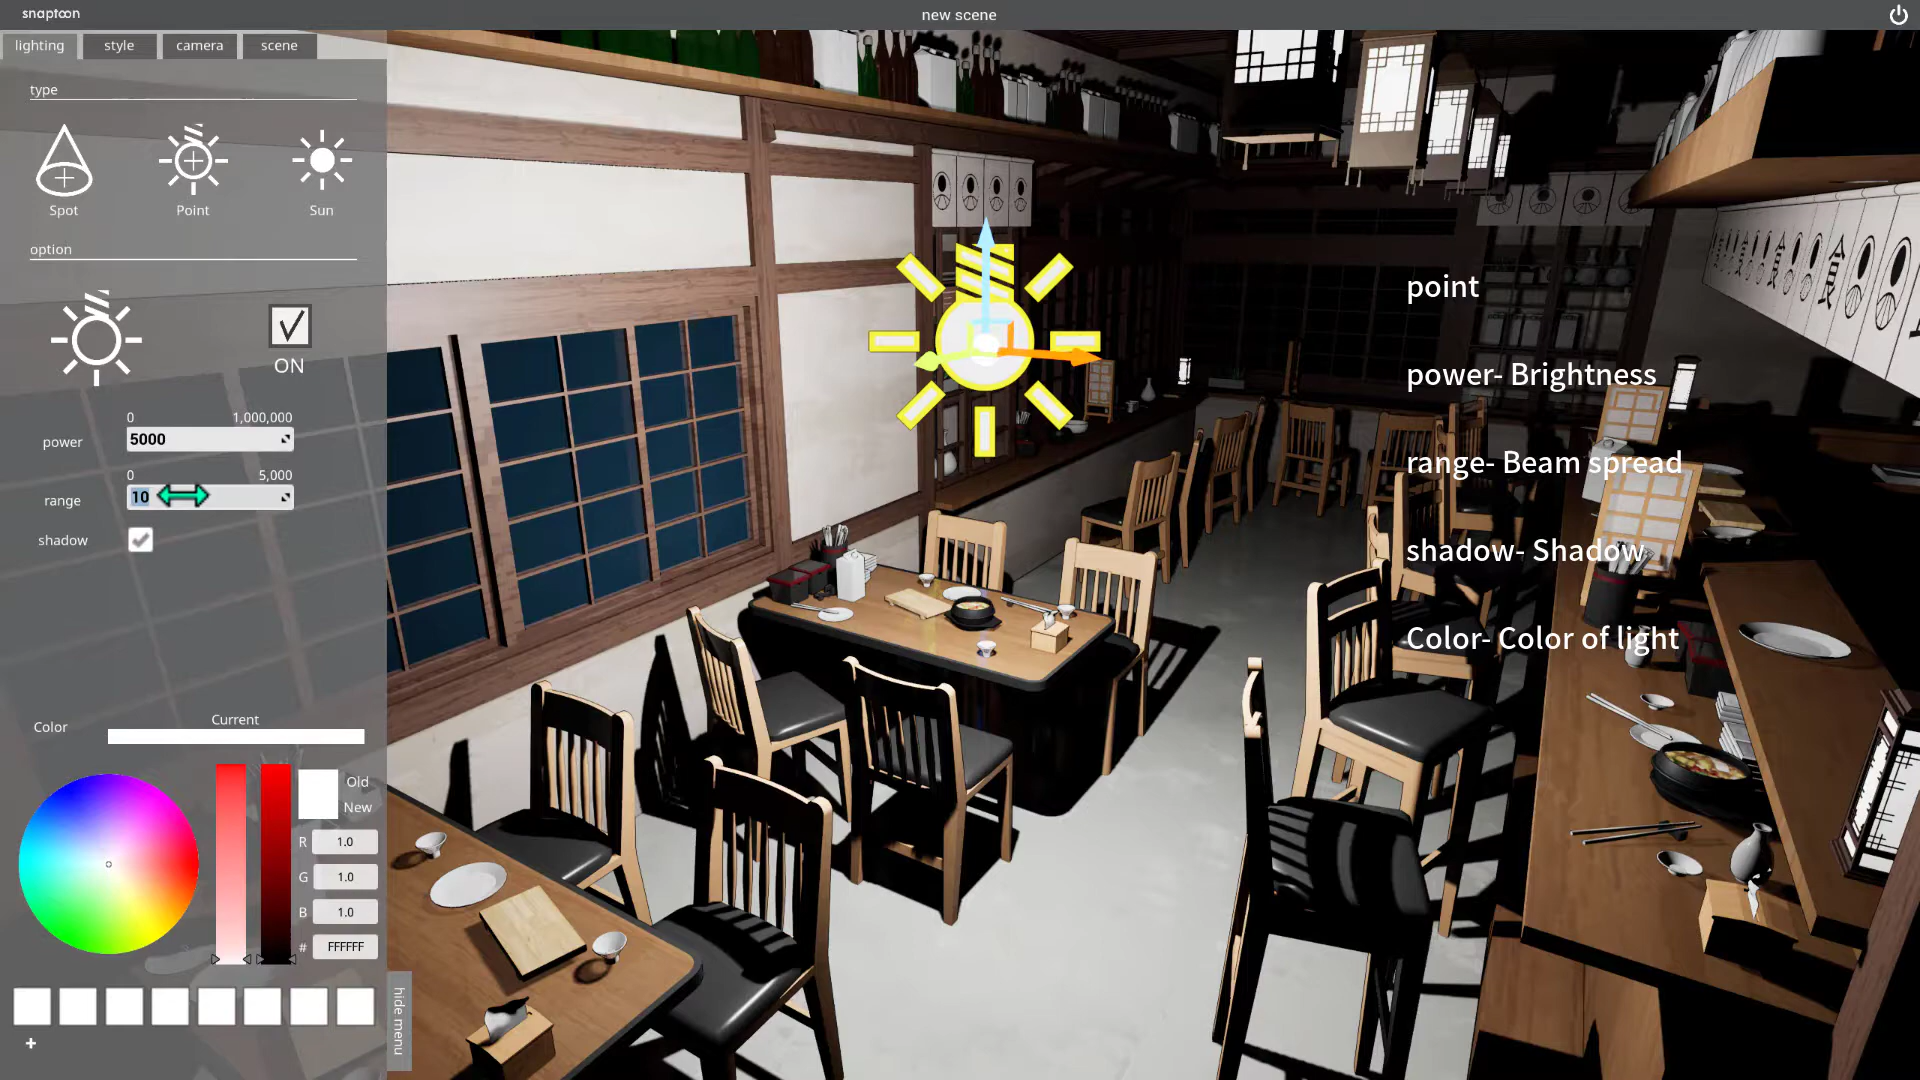 snaptoon
new scene
lighting
style
camera
scene
type
Spot
Point
Sun
option
ON
0
1,000,000
power
5000
0
5,000
range
10
shadow
Color
Current
Old
New
R
1.0
G
1.0
B
1.0
#
FFFFFF
+
hide menu
point
power- Brightness
range- Beam spread
shadow- Shadow
Color- Color of light